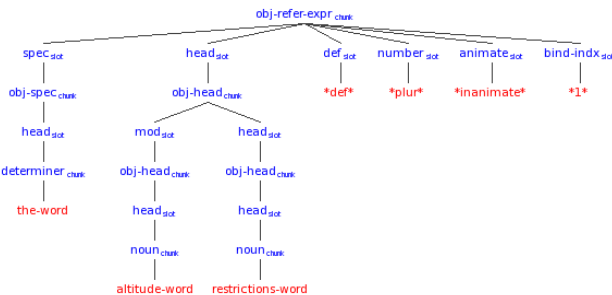 obj-refer-expr chunk
spec slot head slot def slot number slot animate slot bind-indx slot
obj-spec chunk obj-head chunk *def* *plur* *inanimate* *1*
head slot mod slot head slot
determiner chunk obj-head chunk obj-head chunk
the-word head slot head slot
noun chunk noun chunk
altitude-word restrictions-word